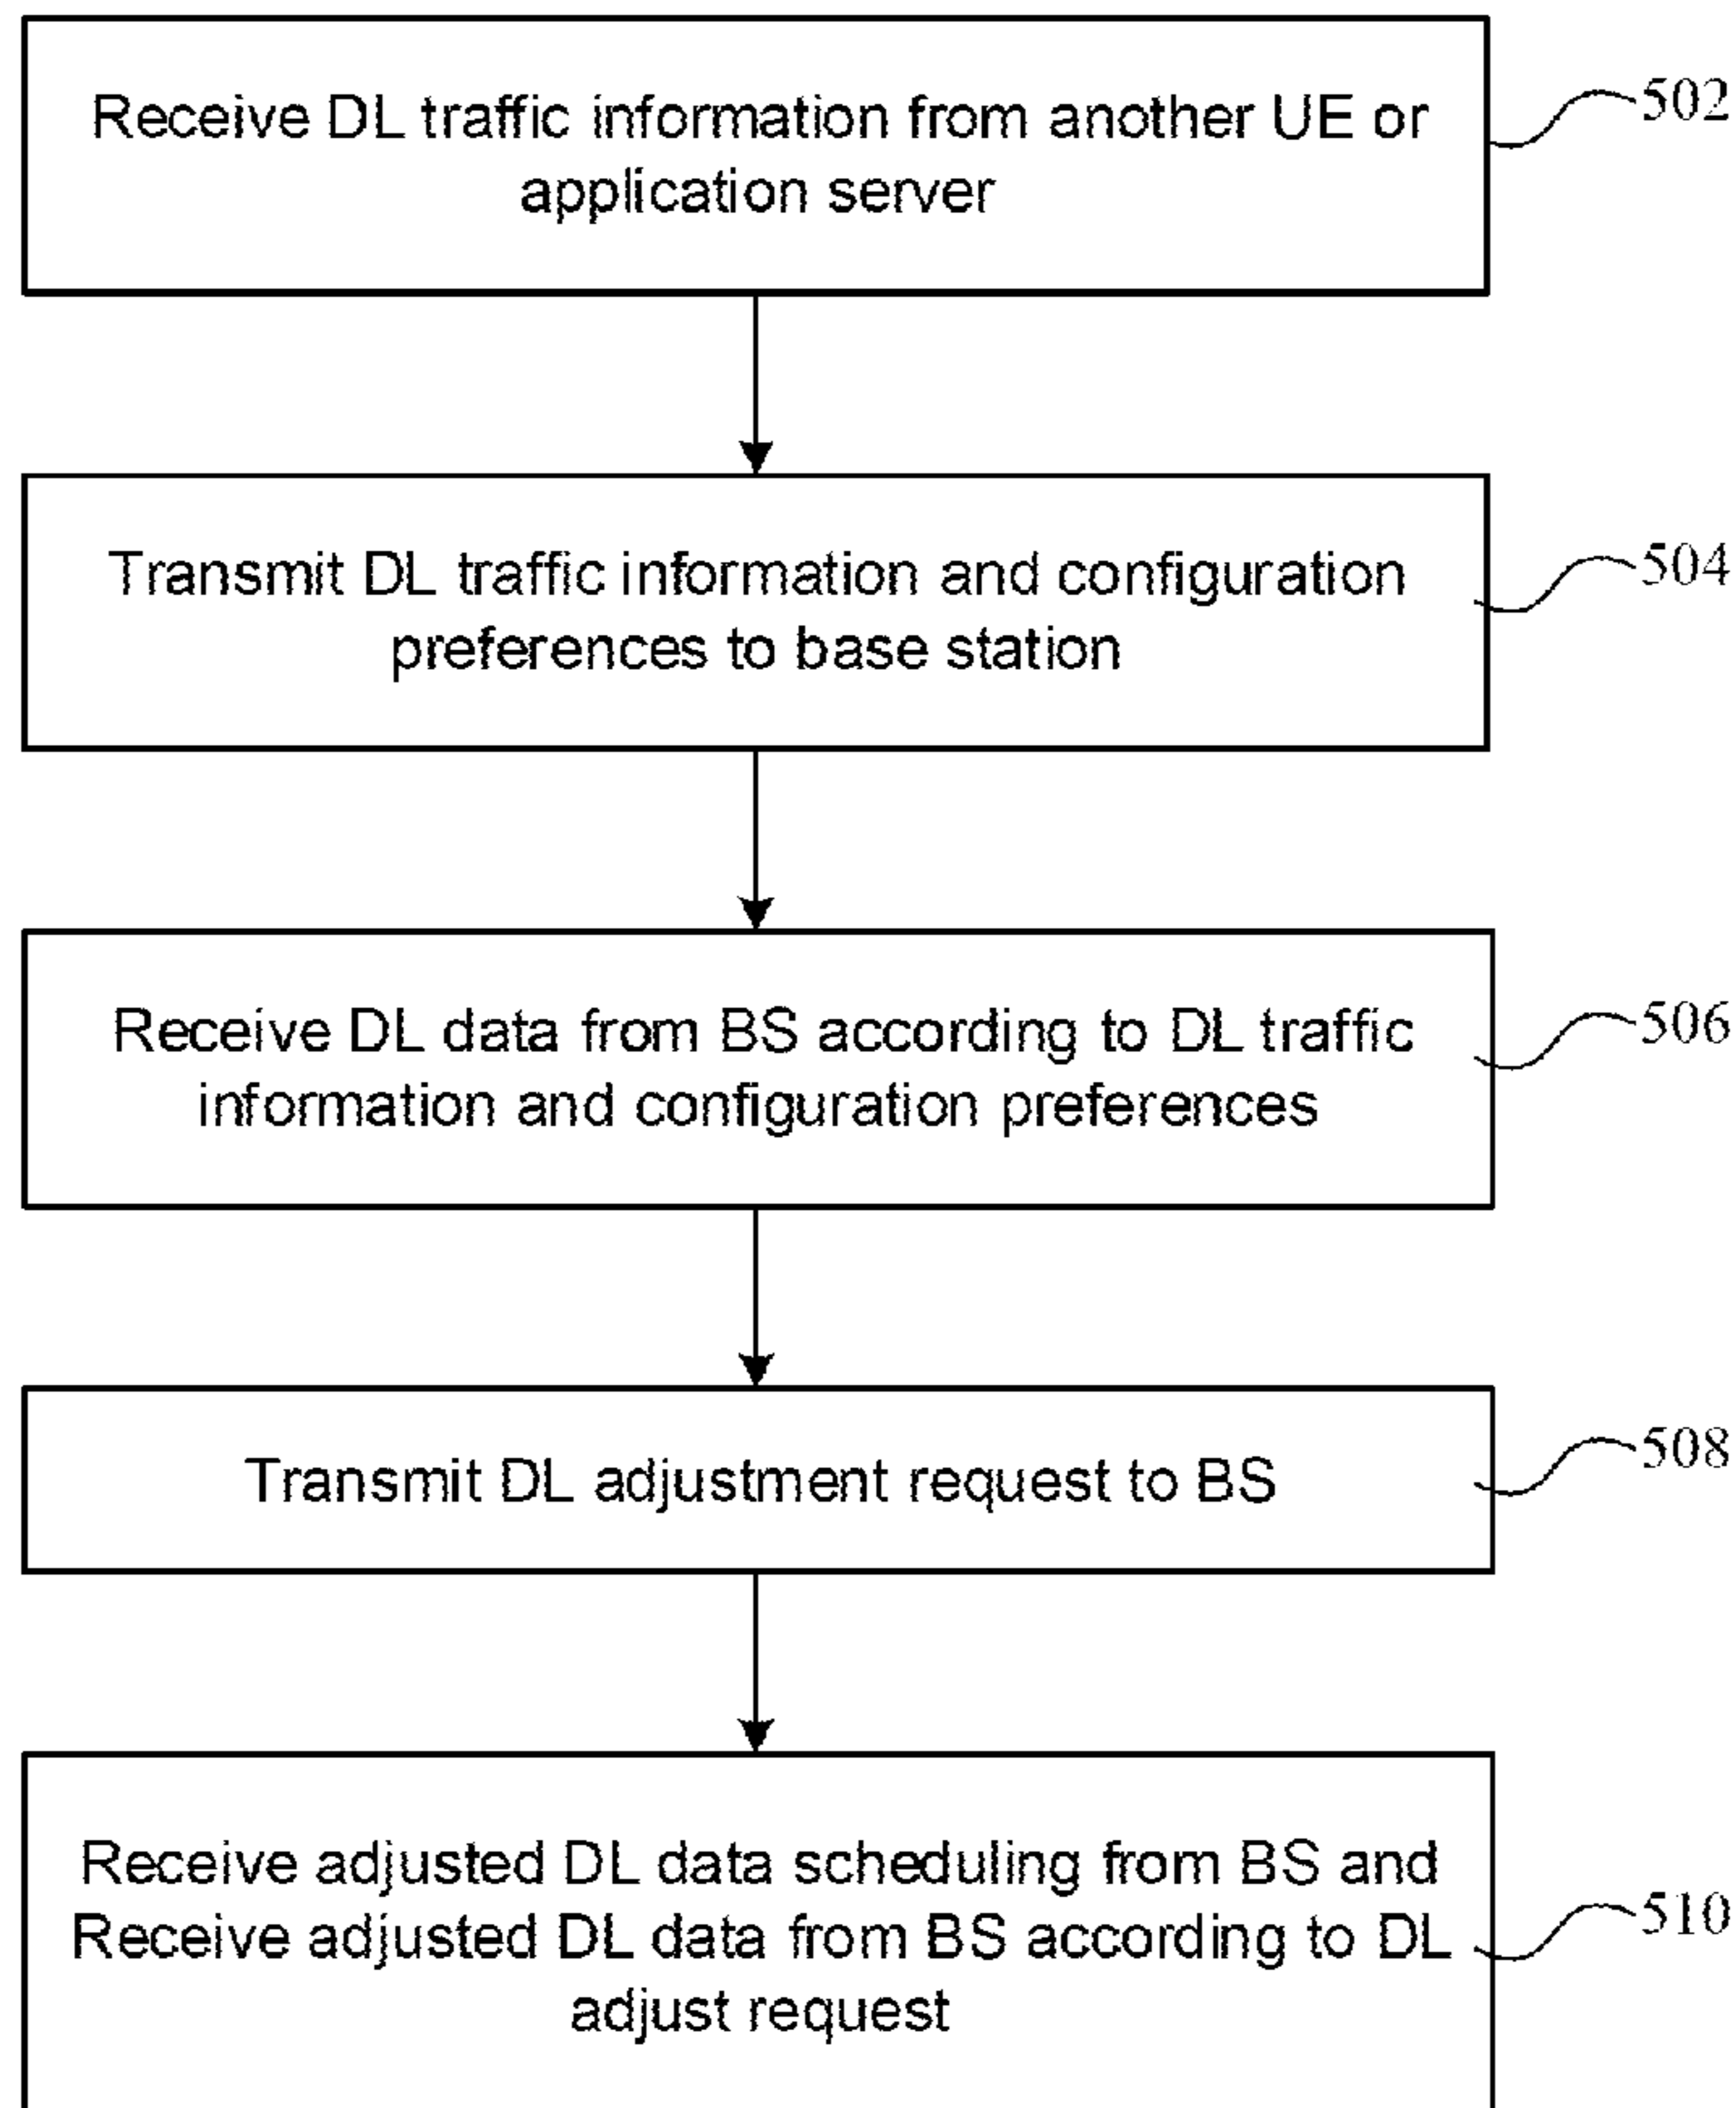 Receive DL traffic information from another UE or
application server
502
Transmit DL traffic information and configuration
preferences to base station
504
Receive DL data from BS according to DL traffic
information and configuration preferences
506
Transmit DL adjustment request to BS
508
Receive adjusted DL data scheduling from BS and
Receive adjusted DL data from BS according to DL
adjust request
510